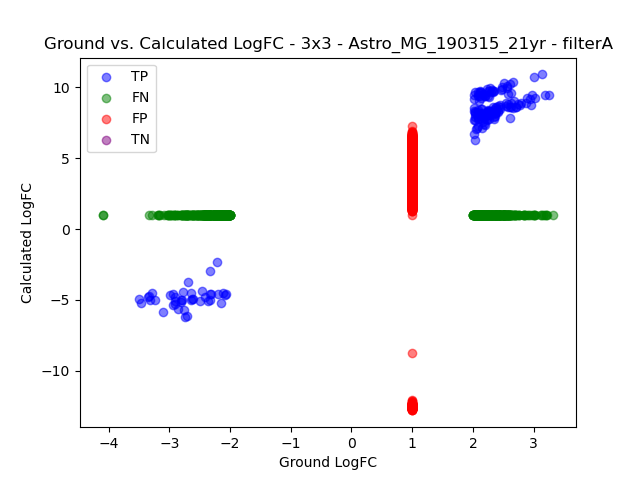 Ground vs. Calculated LogFC - 3x3 - Astro_MG_190315_21yr - filterA
TP
FN
FP
TN
10
5
0
−5
−10
Calculated LogFC
−4
−3
−2
−1
0
1
2
3
Ground LogFC